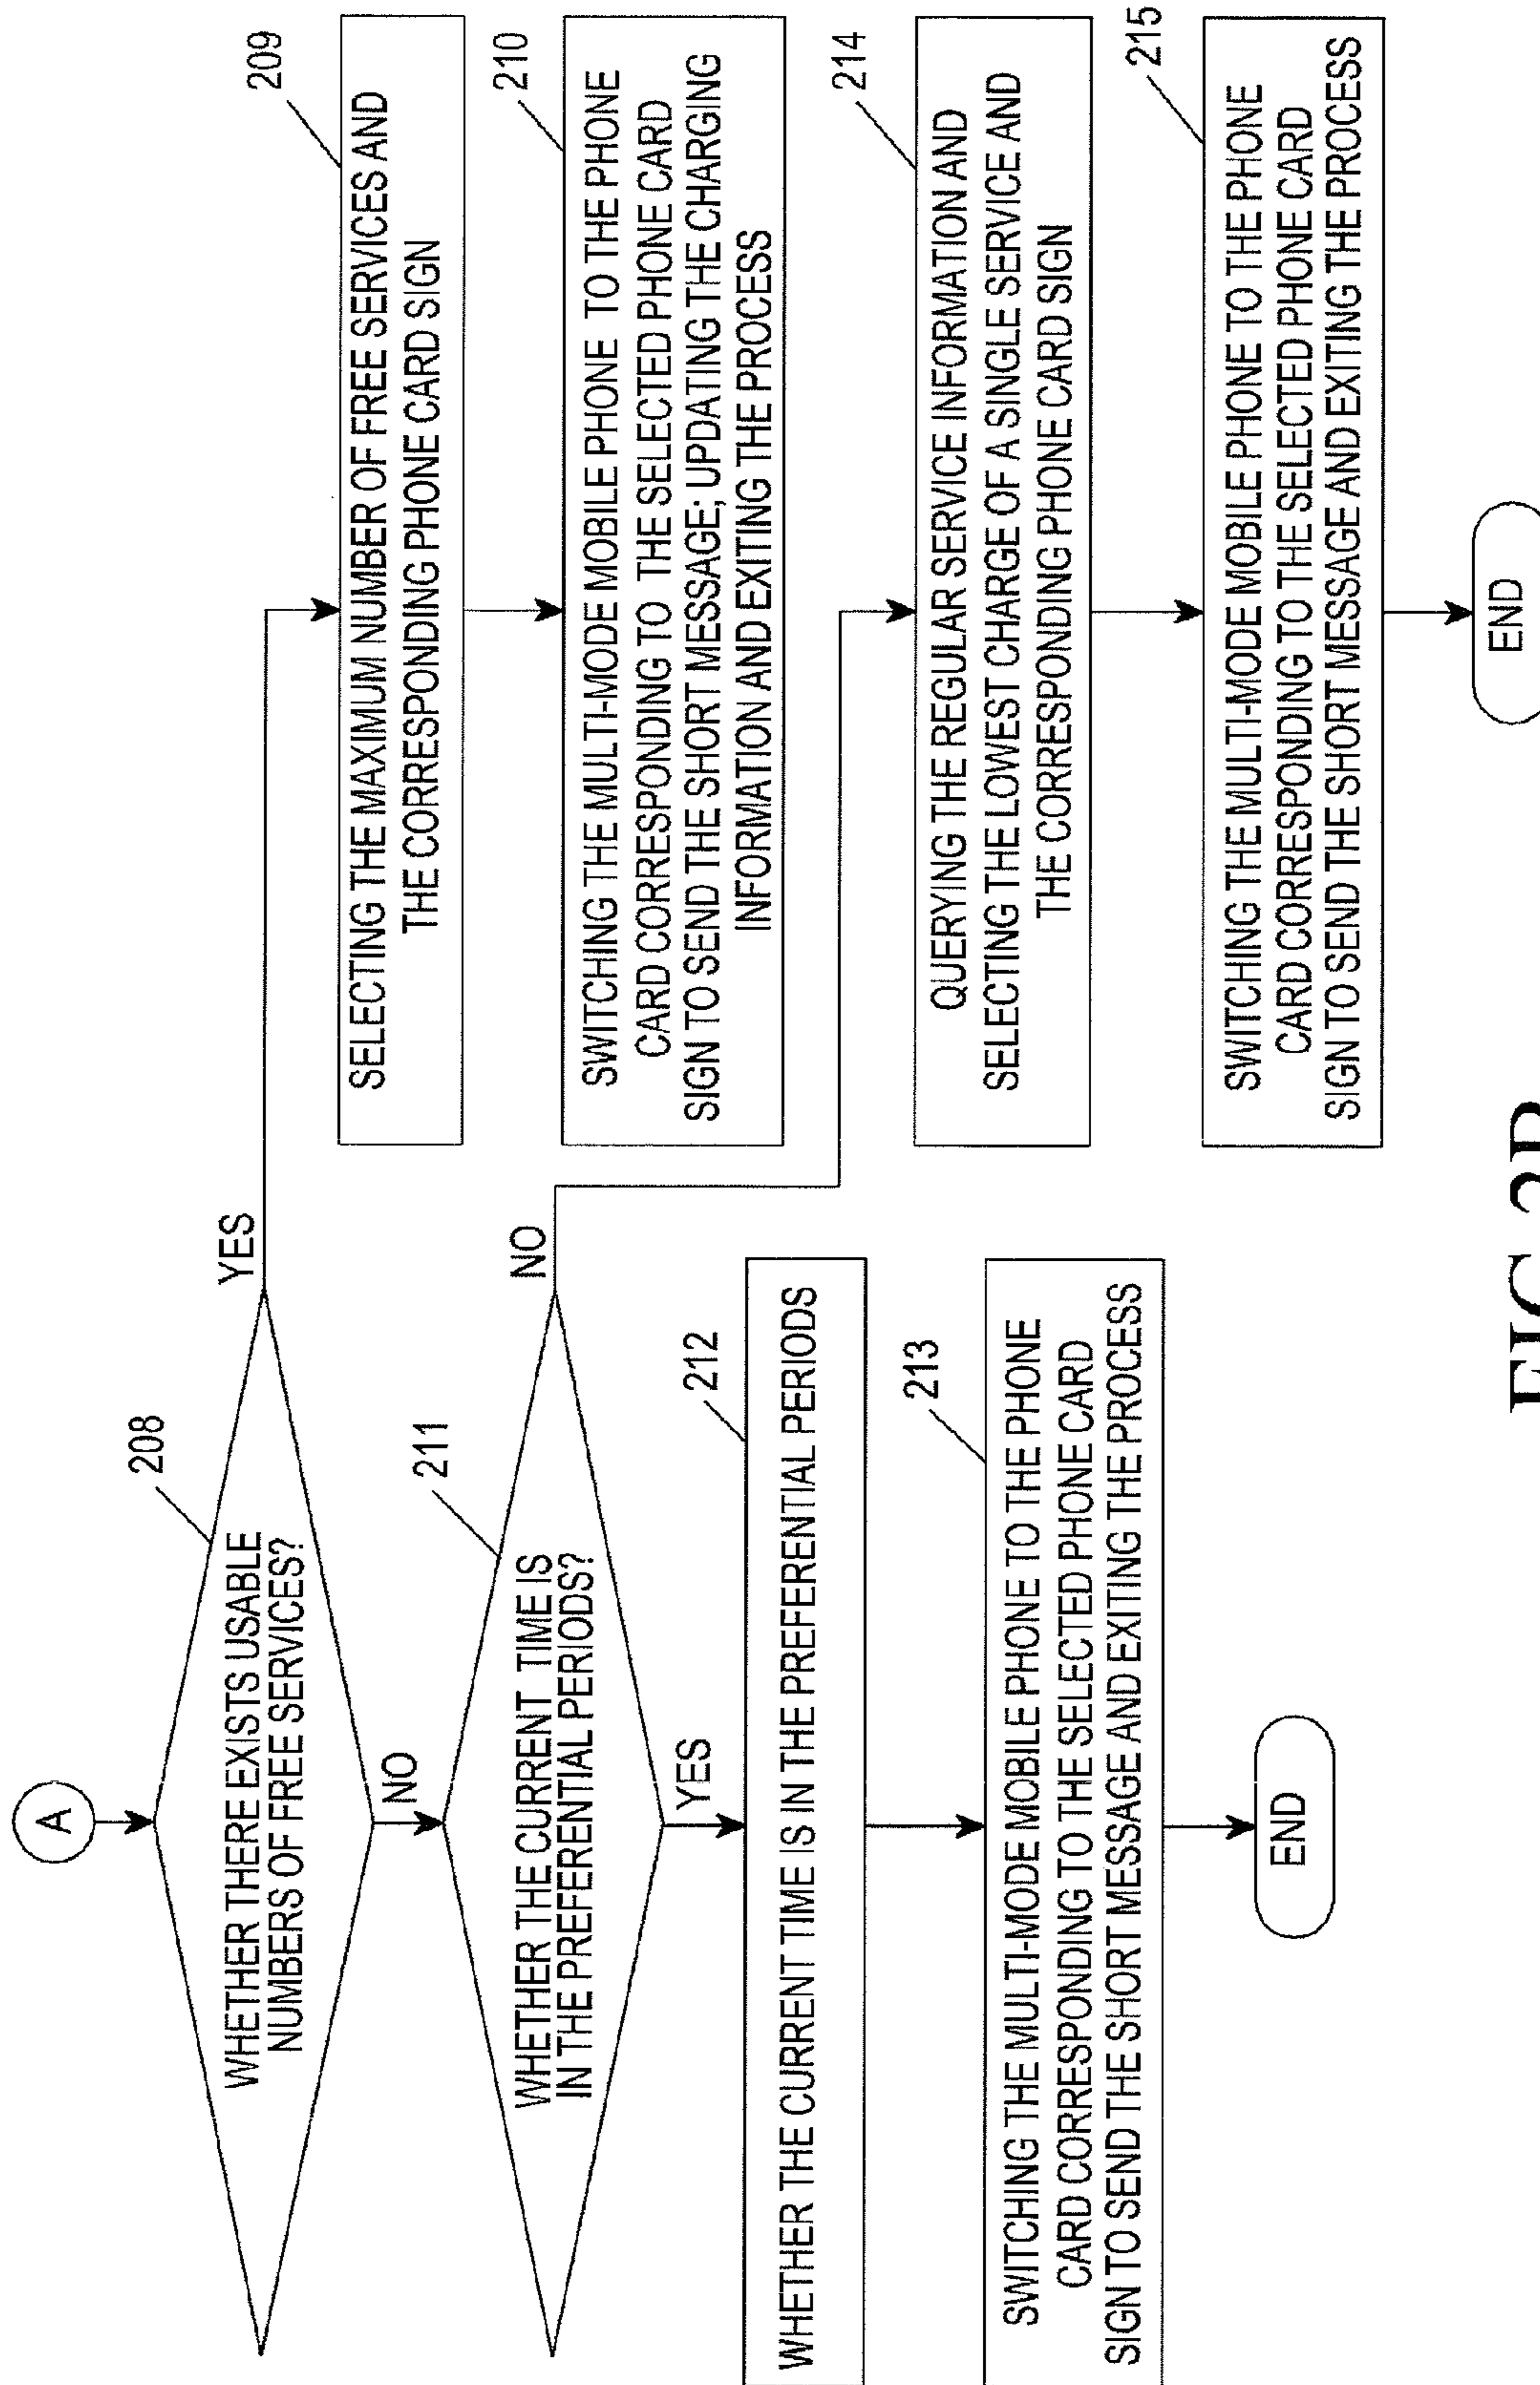 A
208
WHETHER THERE EXISTS USABLE
NUMBERS OF FREE SERVICES?
YES
NO
209
SELECTING THE MAXIMUM NUMBER OF FREE SERVICES AND
THE CORRESPONDING PHONE CARD SIGN
210
SWITCHING THE MULTI-MODE MOBILE PHONE TO THE PHONE
CARD CORRESPONDING TO THE SELECTED PHONE CARD
SIGN TO SEND THE SHORT MESSAGE; UPDATING THE CHARGING
INFORMATION AND EXITING THE PROCESS
211
WHETHER THE CURRENT TIME IS
IN THE PREFERENTIAL PERIODS?
NO
YES
212
WHETHER THE CURRENT TIME IS IN THE PREFERENTIAL PERIODS
213
SWITCHING THE MULTI-MODE MOBILE PHONE TO THE PHONE
CARD CORRESPONDING TO THE SELECTED PHONE CARD
SIGN TO SEND THE SHORT MESSAGE AND EXITING THE PROCESS
END
214
QUERYING THE REGULAR SERVICE INFORMATION AND
SELECTING THE LOWEST CHARGE OF A SINGLE SERVICE AND
THE CORRESPONDING PHONE CARD SIGN
215
SWITCHING THE MULTI-MODE MOBILE PHONE TO THE PHONE
CARD CORRESPONDING TO THE SELECTED PHONE CARD
SIGN TO SEND THE SHORT MESSAGE AND EXITING THE PROCESS
END